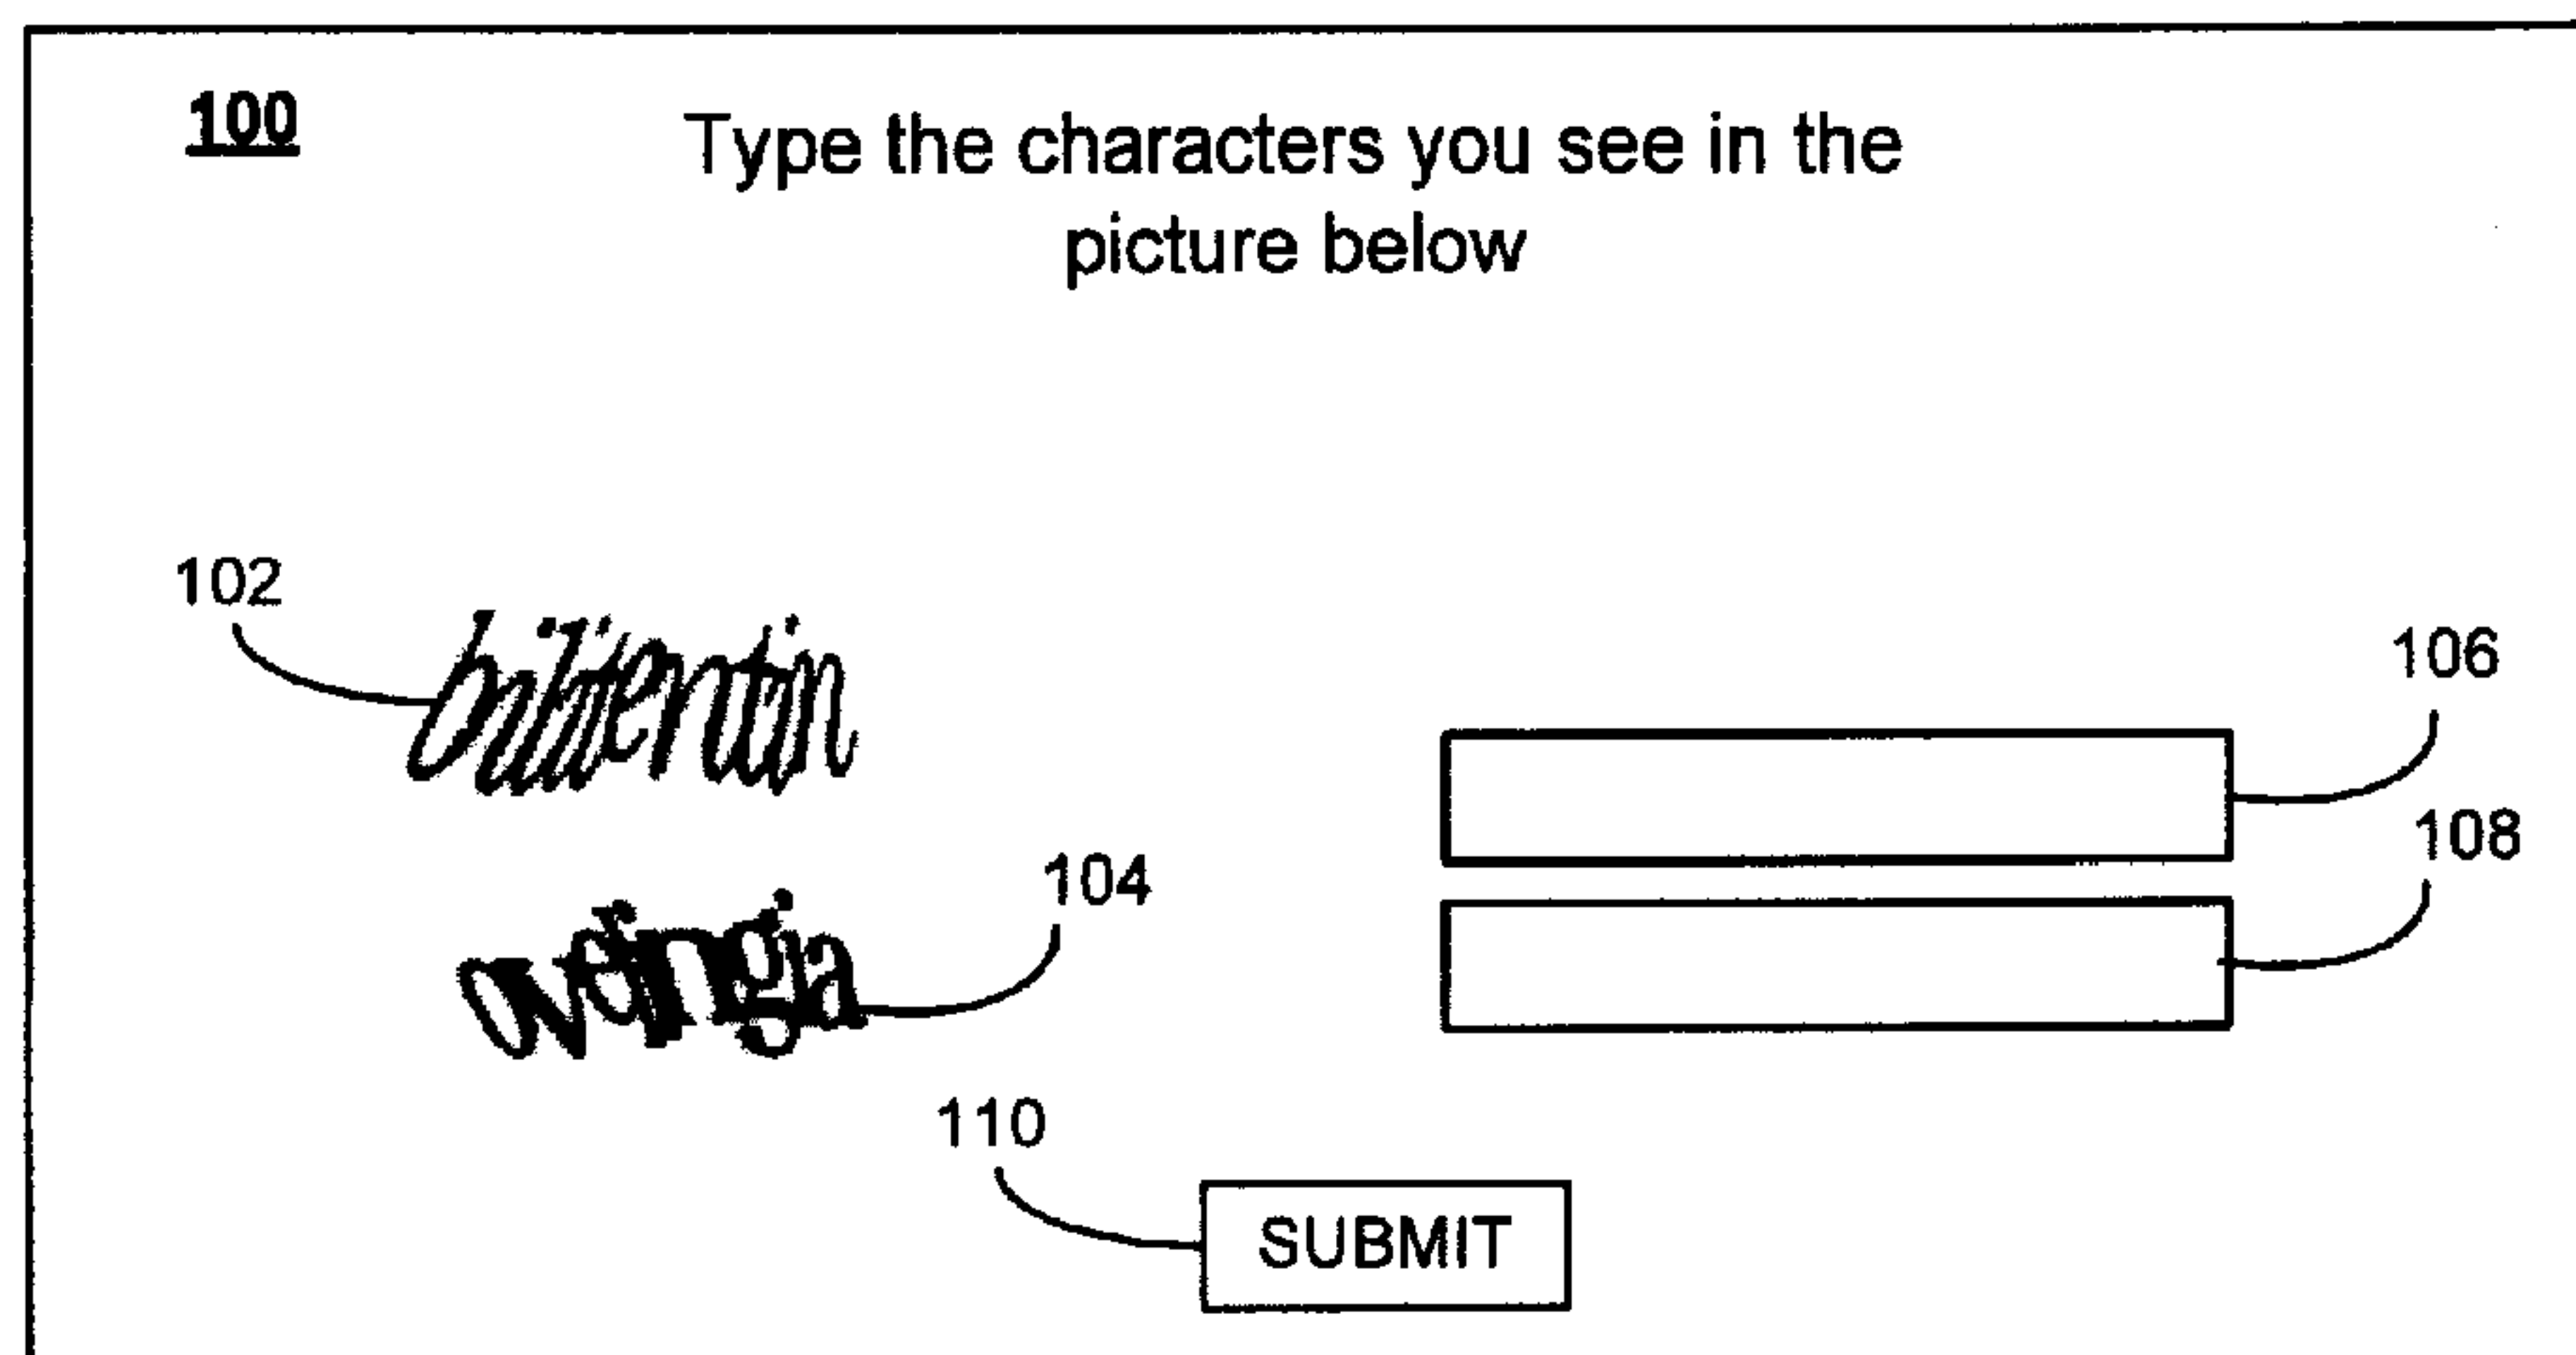 100
Type the characters you see in the
picture below
102
106
108
104
110
SUBMIT